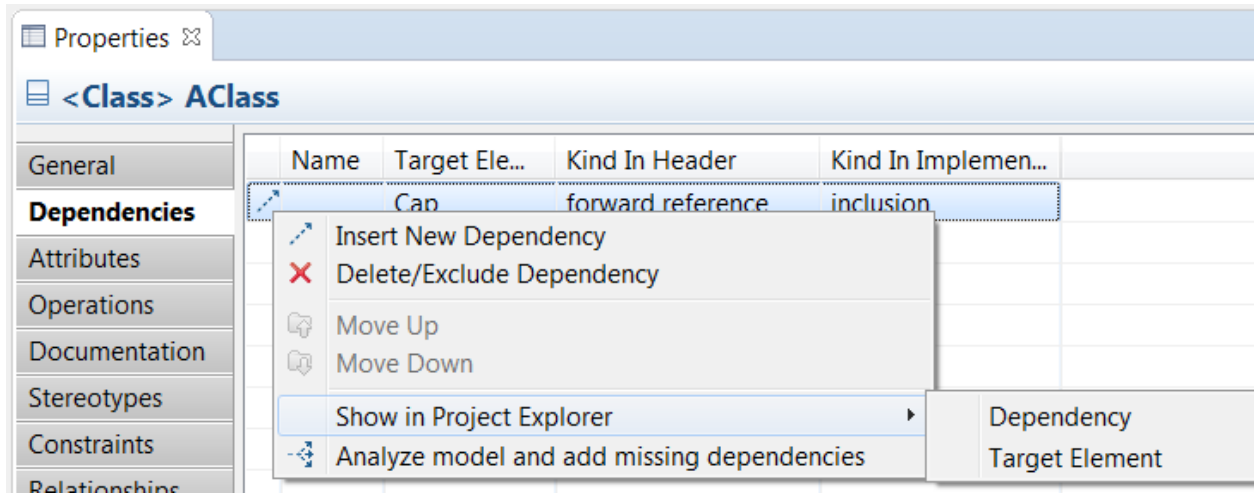 Properties
<Class> AClass
General
Dependencies
Attributes
Operations
Documentation
Stereotypes
Constraints
Relationships
Name Target Ele... Kind In Header Kind In Implemen...
Cap forward reference inclusion
Insert New Dependency
Delete/Exclude Dependency
Move Up
Move Down
Show in Project Explorer
Analyze model and add missing dependencies
Dependency
Target Element